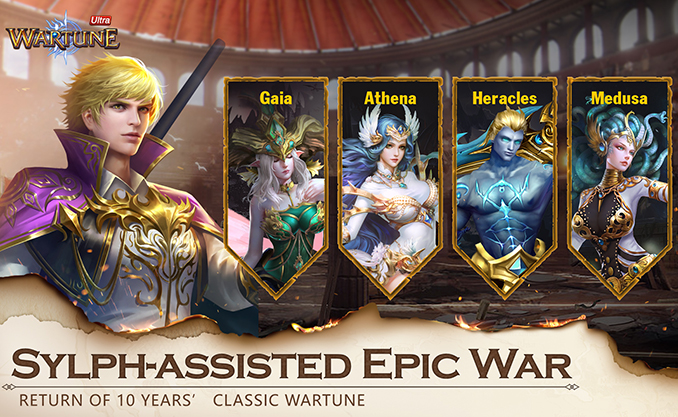 Ultra
WARTUNE
Gaia
Athena
Heracles
Medusa
SYLPH-ASSISTED EPIC WAR
RETURN OF 10 YEARS' CLASSIC WARTUNE